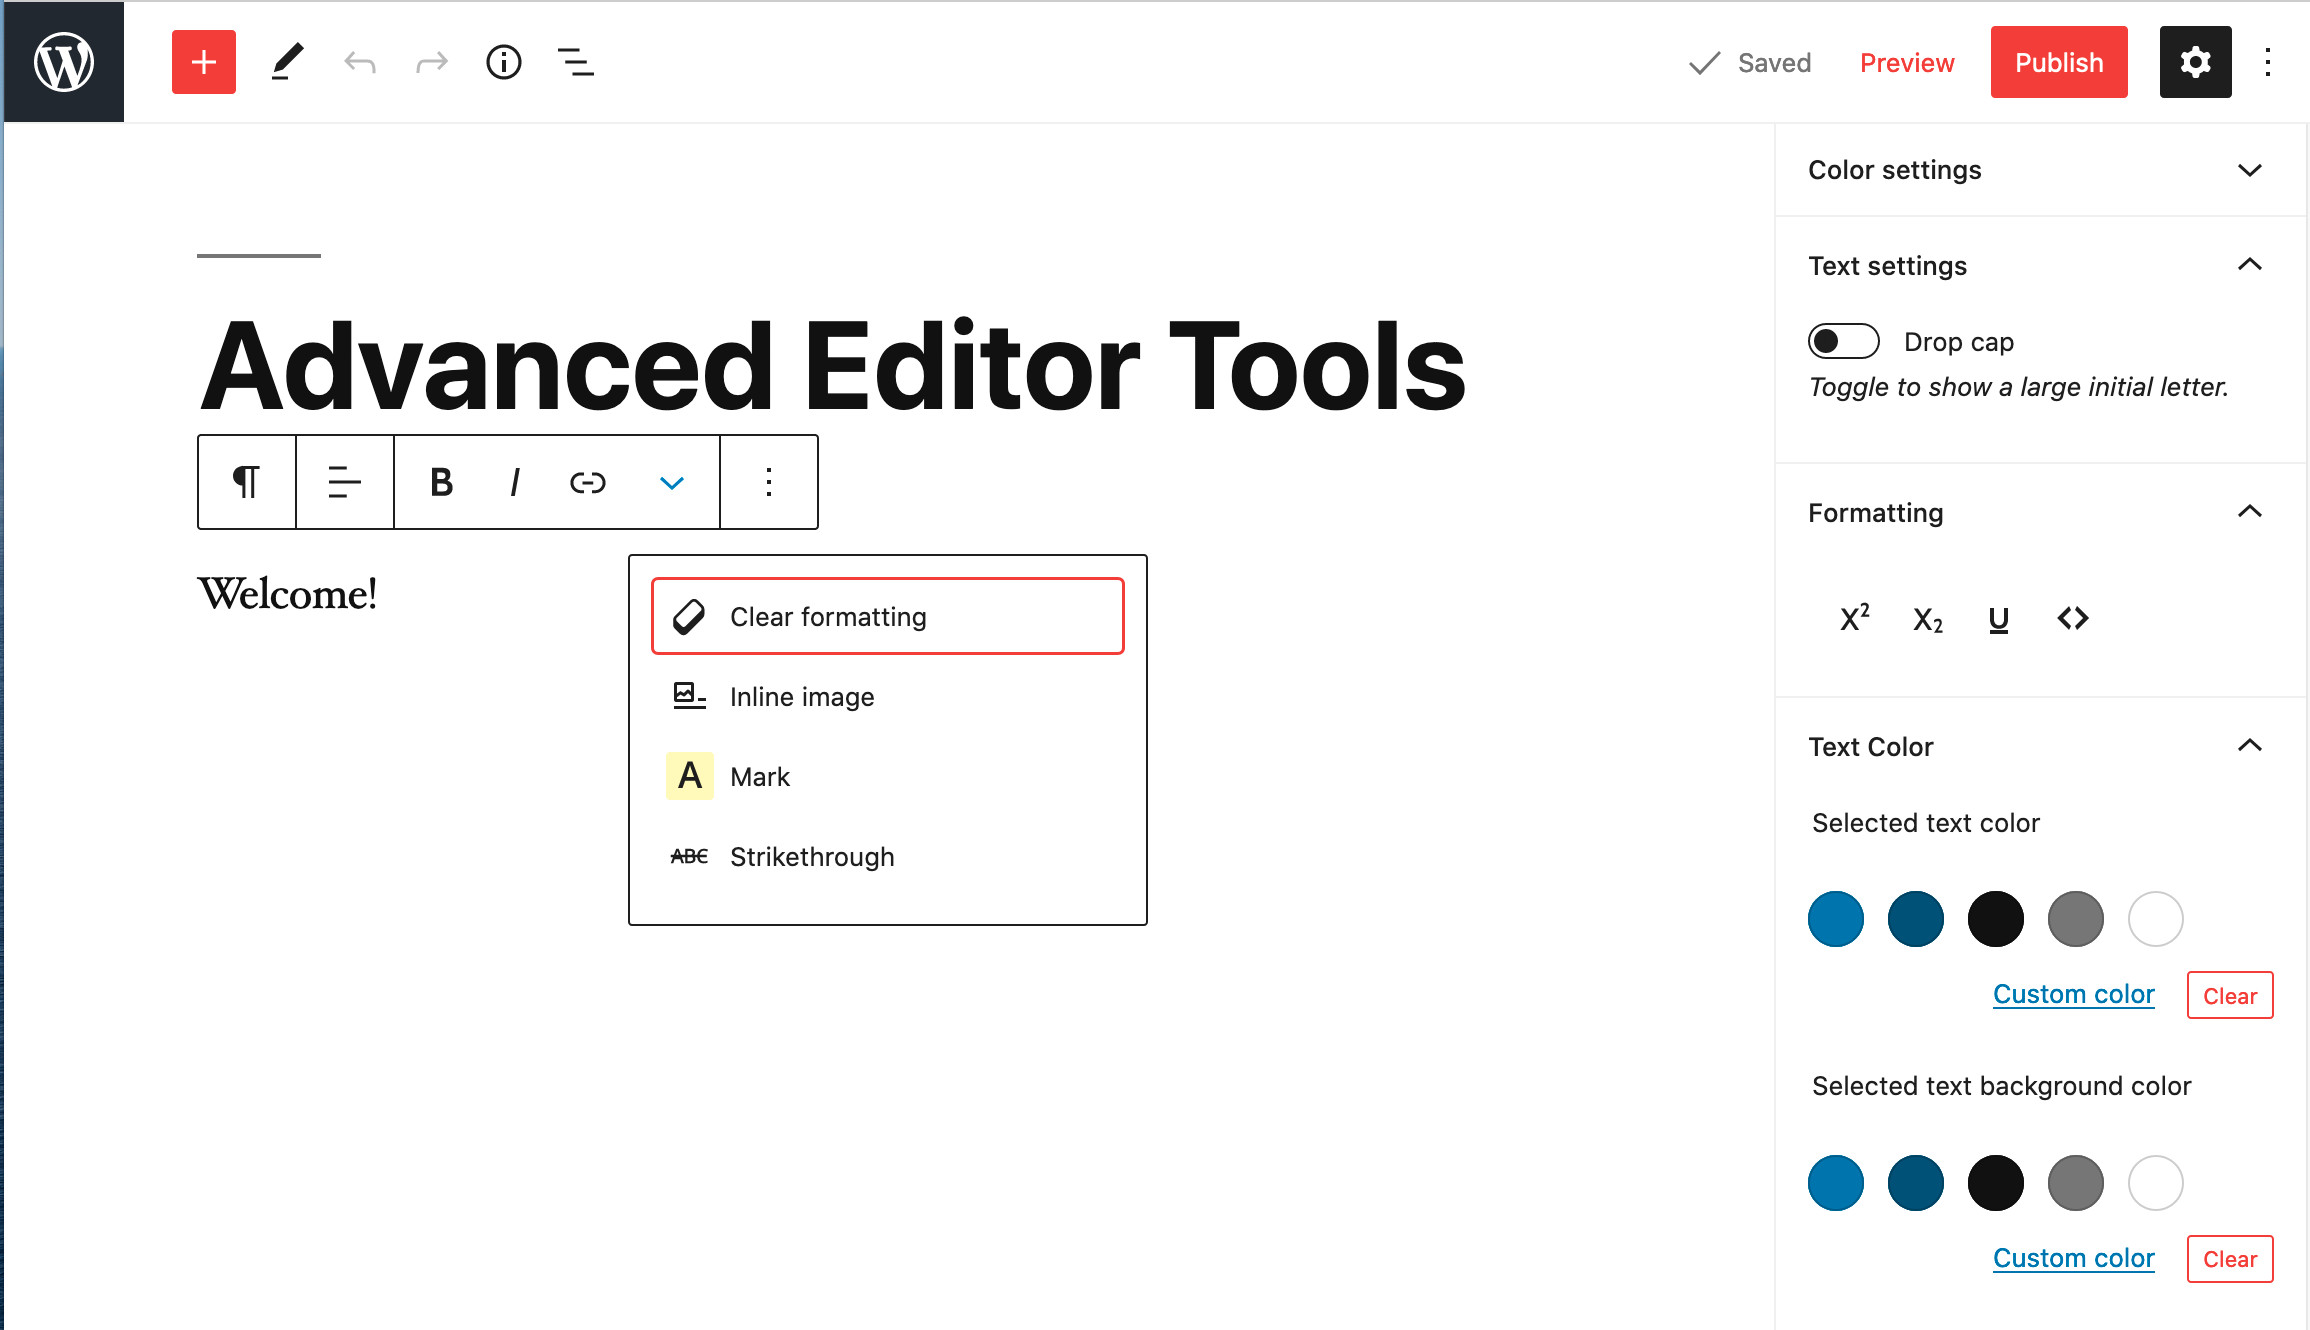 Saved Preview Publish
Advanced Editor Tools
B I
Welcome!
Clear formatting
Inline image
A Mark
ABC Strikethrough
Color settings
Text settings
Drop cap
Toggle to show a large initial letter.
Formatting
X² X₂ U <>
Text Color
Selected text color
Custom color Clear
Selected text background color
Custom color Clear